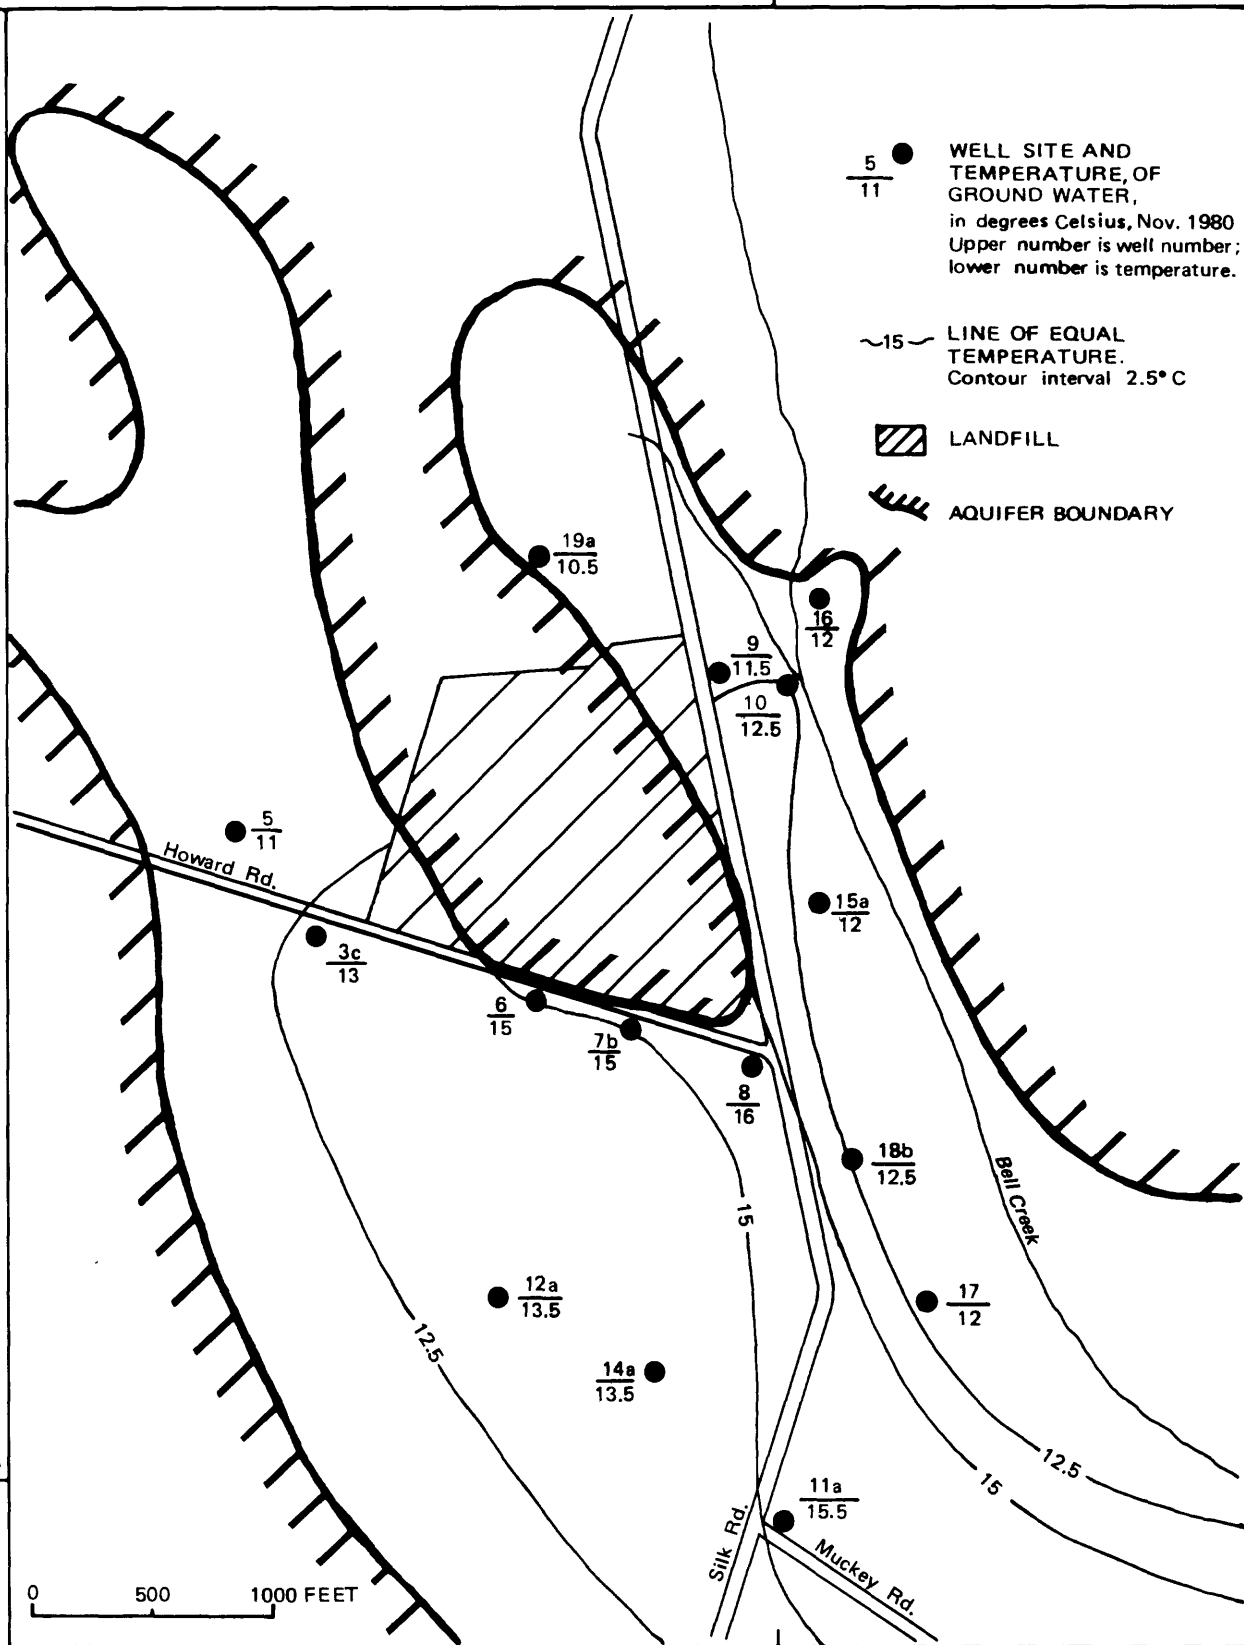 5
11
WELL SITE AND
TEMPERATURE, OF
GROUND WATER,
in degrees Celsius, Nov. 1980
Upper number is well number;
lower number is temperature.
~15~
LINE OF EQUAL
TEMPERATURE.
Contour interval 2.5° C
LANDFILL
AQUIFER BOUNDARY
19a
10.5
16
12
9
11.5
10
12.5
5
11
Howard Rd.
15a
12
3c
13
6
15
7b
15
8
16
18b
12.5
Bell Creek
15
12a
13.5
17
12
12.5
14a
13.5
12.5
15
11a
15.5
Silk Rd.
Muckey Rd.
0 500 1000 FEET